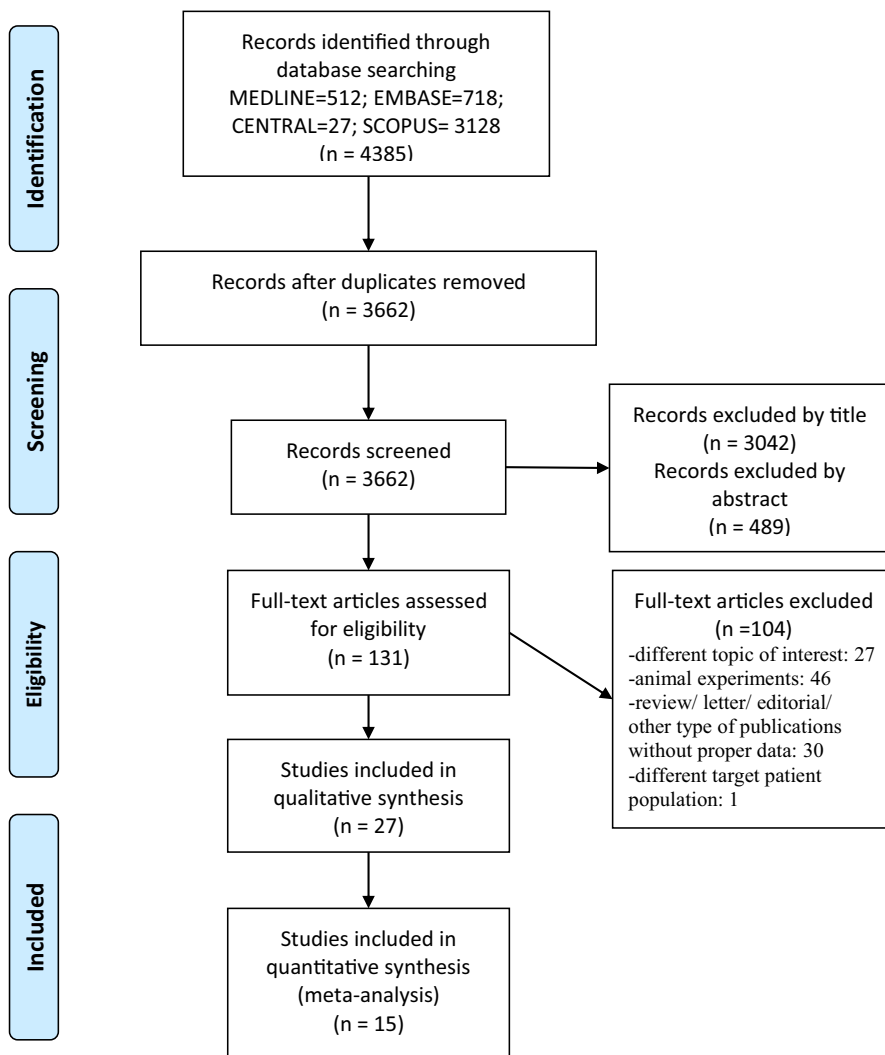 Identification
Records identified through
database searching
MEDLINE=512; EMBASE=718;
CENTRAL=27; SCOPUS= 3128
(n = 4385)
Records after duplicates removed
(n = 3662)
Screening
Records screened
(n = 3662)
Records excluded by title
(n = 3042)
Records excluded by
abstract
(n = 489)
Eligibility
Full-text articles assessed
for eligibility
(n = 131)
Full-text articles excluded
(n =104)
-different topic of interest: 27
-animal experiments: 46
-review/ letter/ editorial/
other type of publications
without proper data: 30
-different target patient
population: 1
Studies included in
qualitative synthesis
(n = 27)
Included
Studies included in
quantitative synthesis
(meta-analysis)
(n = 15)